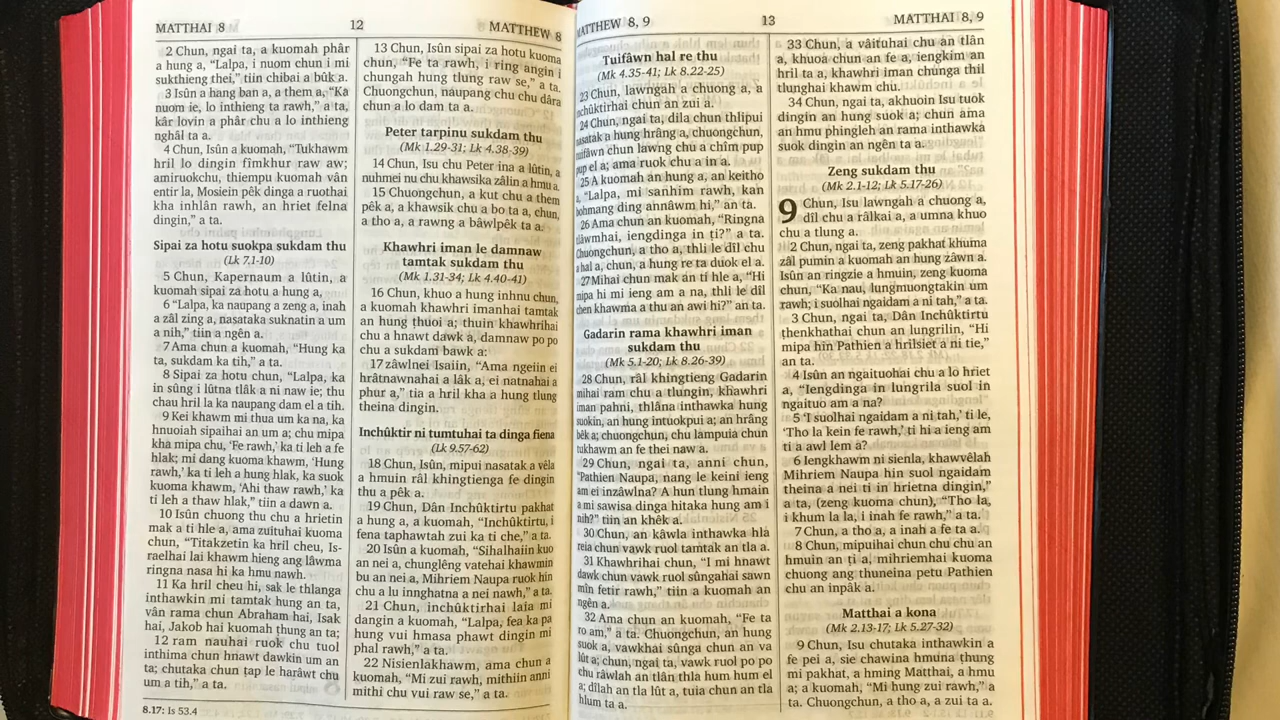 MATTHAI 8
12
MATTHEW 8
2 Chun, ngai ta, a kuomah phâr
a hung a, “Lalpa, i nuom chun i mi
sukthieng thei,” tiin chibai a bûk a.
3 Isûn a hang ban a, a them a, “Ka
nuom ie, lo inthieng ta rawh,” a ta,
kâr lovin a phâr chu a lo inthieng
nghâl ta a.
4 Chun, Isûn a kuomah, “Tukhawm
hril lo dingin fîmkhur raw aw;
amiruokchu, thiempu kuomah vân
entir la, Mosiein pêk dinga a ruothai
kha inhlân rawh, an hriet felna
dingin,” a ta a.
Sipai za hotu suokpa sukdam thu
(Lk 7.1-10)
5 Chun, Kapernaum a lûtin, a
kuomah sipai za hotu a hung a,
6 “Lalpa, ka naupang a zeng a, inah
a zâl zing a, nasataka suknatin a um
a nih,” tiin a ngên a.
7 Ama chun a kuomah, “Hung ka
ta, sukdam ka tih,” a ta a.
8 Sipai za hotu chun, “Lalpa, ka
in sûng i lûtna tlâk a ni naw ie; thu
chau hril la ka naupang dam el a tih.
9 Kei khawm mi thua um ka na, ka
hnuoiah sipaihai an um a; chu mipa
kha mipa chu, ‘Fe rawh,’ ka ti leh a fe
hlak; mi dang kuoma khawm, ‘Hung
rawh,’ ka ti leh a hung hlak, ka suok
kuoma khawm, ‘Ahi thaw rawh,’ ka
ti leh a thaw hlak,” tiin a dawn a.
10 Isûn chuong thu chu a hrietin
mak a ti hle a, ama zuituhai kuoma
chun, “Titakzetin ka hril cheu, Is-
raelhai lai khawm hieng ang lâwma
ringna nasa hi ka hmu nawh.
11 Ka hril cheu hi, sak le thlanga
inthawkin mi tamtak hung an ta,
vân rama chun Abraham hai, Isak
hai, Jakob hai kuomah ṭhung an ta;
12 ram nauhai ruok chu tuol
inthima chun hnawt dawkin um an
ta; chutaka chun ṭap le harâwt chu
um a tih,” a ta a.
8.17: Is 53.4
13 Chun, Isûn sipai za hotu kuoma
chun, “Fe ta rawh, i ring angin i
chungah hung tlung raw se,” a ta a.
Chuongchun, naupang chu chu dâra
chun a lo dam ta a.
Peter tarpinu sukdam thu
(Mk 1.29-31; Lk 4.38-39)
14 Chun, Isu chu Peter ina a lûtin, a
nuhmei nu chu khawsika zâlin a hmu a.
15 Chuongchun, a kut chu a them
pêk a, a khawsik chu a bo ta a, chun,
a tho a, a rawng a bâwlpêk ta a.
Khawhri iman le damnaw
tamtak sukdam thu
(Mk 1.31-34; Lk 4.40-41)
16 Chun, khuo a hung inhnu chun,
a kuomah khawhri imanhai tamtak
an hung ṭhuoi a; thuin khawhrihai
chu a hnawt dawk a, damnaw po po
chu a sukdam bawk a:
17 zâwlnei Isaiin, “Ama ngeiin ei
hrâtnawnahai a lâk a, ei natnahai a
phur a,” tia a hril kha a hung tlung
theina dingin.
Inchûktir ni tumtuhai ta dinga fiena
(Lk 9.57-62)
18 Chun, Isûn, mipui nasatak a vêla
a hmuin râl khingtienga fe dingin
thu a pêk a.
19 Chun, Dân Inchûktirtu pakhat
a hung a, a kuomah, “Inchûktirtu, i
fena taphawtah zui ka ti che,” a ta a.
20 Isûn a kuomah, “Sihalhaiin kuo
an nei a, chunglêng vatehai khawmin
bu an nei a, Mihriem Naupa ruok hin
chu a lu innghatna a nei nawh,” a ta a.
21 Chun, inchûktirhai laia mi
dangin a kuomah, “Lalpa, fea ka pa
hung vui hmasa phawt dingin mi
phal rawh,” a ta a.
22 Nisienlakhawm, ama chun a
kuomah, “Mi zui rawh, mithiin anni
mithi chu vui raw se,” a ta a.
MATTHEW 8, 9
13
MATTHAI 8, 9
Tuifâwn hal re thu
(Mk 4.35-41; Lk 8.22-25)
23 Chun, lawngah a chuong a, a
inchûktirhai chun an zui a.
24 Chun, ngai ta, dila chun thlipui
nasatak a hung hrâng a, chuongchun,
tuifâwn chun lawng chu a chîm pup
pup el a; ama ruok chu a in a.
25 A kuomah an hung a, an keitho
a, “Lalpa, mi sanhim rawh, kan
bohmang ding annâwm hi,” an ta a.
26 Ama chun an kuomah, “Ringna
tlâwmhai, iengdinga in ṭi?” a ta a.
Chuongchun, a tho a, thli le dîl chu
a hal a, chun, a hung re ta duok el a.
27 Mihai chun mak an tí hle a, “Hi
mipa hi mi ieng am a na, thli le dîl
chen khawma a thu an awi hi?” an ta a.
Gadarin rama khawhri iman
sukdam thu
(Mk 5.1-20; Lk 8.26-39)
28 Chun, râl khingtieng Gadarin
mihai ram chu a tlungin, khawhri
iman pahni, thlâna inthawka hung
suokin, an hung intuokpui a; an hrâng
bêk a; chuongchun, chu lampuia chun
tukhawm an fe thei naw a.
29 Chun, ngai ta, anni chun,
“Pathien Naupa, nang le keini ieng
am ei inzâwlna? A hun tlung hmain
a mi sawisa dinga hitaka hung am i
nih?” tiin an khêk a.
30 Chun, an kâwla inthawka hla
reia chun vawk ruol tamtak an tla a.
31 Khawhrihai chun, “I mi hnawt
dawk chun vawk ruol sûngahai sawn
mîn fetir rawh,” tiin a kuomah an
ngên a.
32 Ama chun an kuomah, “Fe ta
ro am,” a ta a. Chuongchun, an hung
suok a, vawkhai sûnga chun an va
lût a; chun, ngai ta, vawk ruol po po
chu râwlah an tlân thla hum hum el
a; dîlah an tla lût a, tuia chun an tla
hlum ta a.
33 Chun, a vâituhai chu an tlân
a, khuoa chun an fe a, iengkim an
hril ta a, khawhri iman chunga thil
tlunghai khawm chu.
34 Chun, ngai ta, akhuoin Isu tuok
dingin an hung suok a; chun ama
an hmu phingleh an rama inthawka
suok dingin an ngên ta a.
Zeng sukdam thu
(Mk 2.1-12; Lk 5.17-26)
9 Chun, Isu lawngah a chuong a,
dîl chu a râlkai a, a umna khuo
chu a tlung a.
2 Chun, ngai ta, zeng pakhat khuma
zâl pumin a kuomah an hung zâwn a.
Isûn an ringzie a hmuin, zeng kuoma
chun, “Ka nau, lungmuongtakin um
rawh; i suolhai ngaidam a ni tah,” a ta a.
3 Chun, ngai ta, Dân Inchûktirtu
ṭhenkhathai chun an lungrilin, “Hi
mipa hin Pathien a hrilsiet a ni tie,”
an ta a.
4 Isûn an ngaituohai chu a lo hriet
a, “Iengdinga in lungrila suol in
ngaituo am a na?
5 ‘I suolhai ngaidam a ni tah,’ ti le,
‘Tho la kein fe rawh,’ ti hi a ieng am
ti a awl lem a?
6 Iengkhawm ni sienla, khawvêlah
Mihriem Naupa hin suol ngaidam
theina a nei ti in hrietna dingin,”
a ta, (zeng kuoma chun), “Tho la,
i khum la la, i inah fe rawh,” a ta a.
7 Chun, a tho a, a inah a fe ta a.
8 Chun, mipuihai chun chu chu an
hmuin an ṭi a, mihriemhai kuoma
chuong ang thuneina petu Pathien
chu an inpâk a.
Matthai a kona
(Mk 2.13-17; Lk 5.27-32)
9 Chun, Isu chutaka inthawkin a
fe pei a, sie chawina hmuna ṭhung
mi pakhat, a hming Matthai, a hmu
a; a kuomah, “Mi hung zui rawh,” a
ta. Chuongchun, a tho a, a zui ta a.